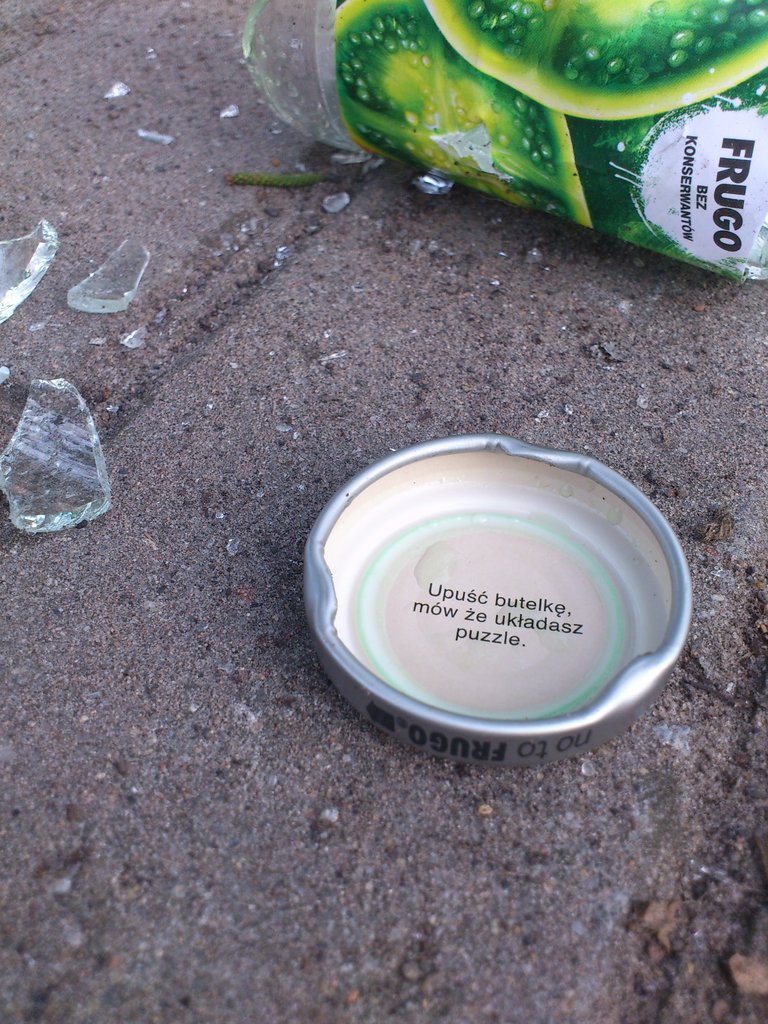 FRUGO
BEZ
KONSERWANTÓW
Upuść butelkę,
mów że układasz
puzzle.
no to FRUGO